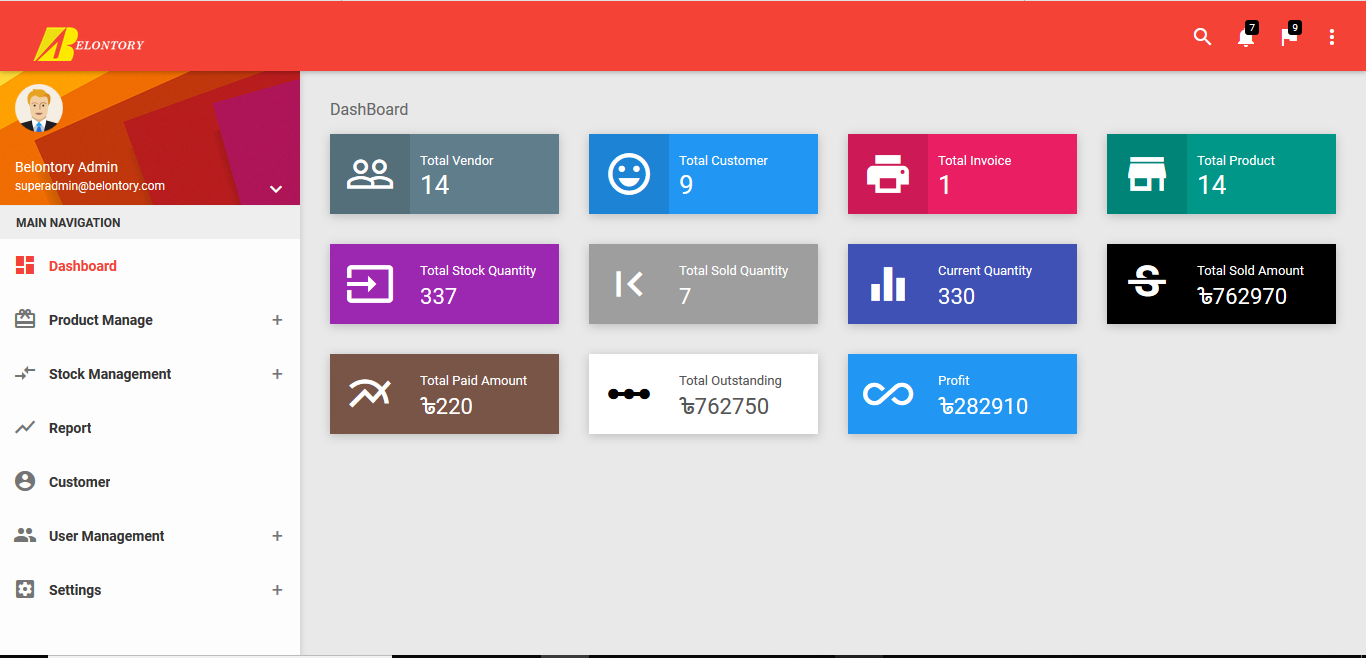 BELONTORY
7
9
Belontory Admin
superadmin@belontory.com
MAIN NAVIGATION
Dashboard
Product Manage
Stock Management
Report
Customer
User Management
Settings
DashBoard
Total Vendor
14
Total Customer
9
Total Invoice
1
Total Product
14
Total Stock Quantity
337
Total Sold Quantity
7
Current Quantity
330
Total Sold Amount
৳762970
Total Paid Amount
৳220
Total Outstanding
৳762750
Profit
৳282910